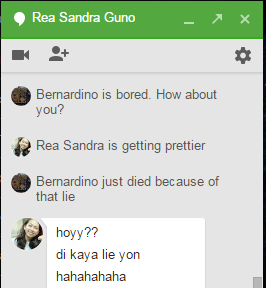 Rea Sandra Guno
Bernardino is bored. How about
you?
Rea Sandra is getting prettier
Bernardino just died because of
that lie
hoyy??
di kaya lie yon
hahahahaha